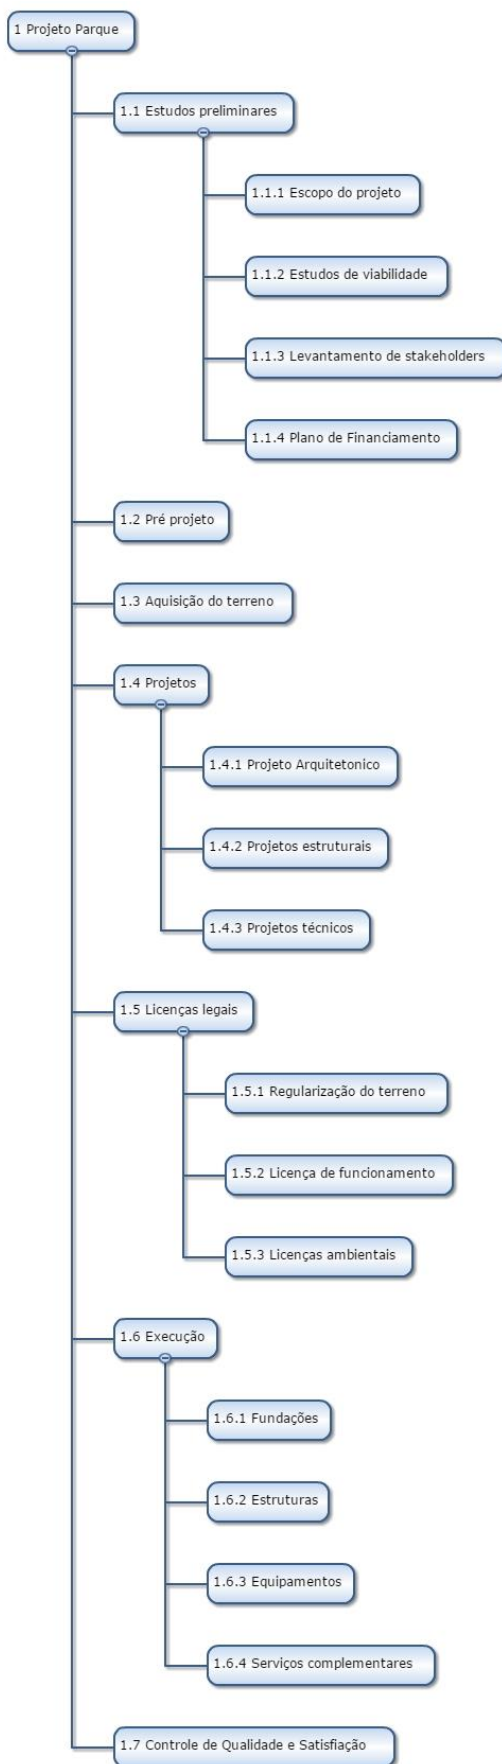 1 Projeto Parque
1.1 Estudos preliminares
1.1.1 Escopo do projeto
1.1.2 Estudos de viabilidade
1.1.3 Levantamento de stakeholders
1.1.4 Plano de Financiamento
1.2 Pré projeto
1.3 Aquisição do terreno
1.4 Projetos
1.4.1 Projeto Arquitetonico
1.4.2 Projetos estruturais
1.4.3 Projetos técnicos
1.5 Licenças legais
1.5.1 Regularização do terreno
1.5.2 Licença de funcionamento
1.5.3 Licenças ambientais
1.6 Execução
1.6.1 Fundações
1.6.2 Estruturas
1.6.3 Equipamentos
1.6.4 Serviços complementares
1.7 Controle de Qualidade e Satisfiação